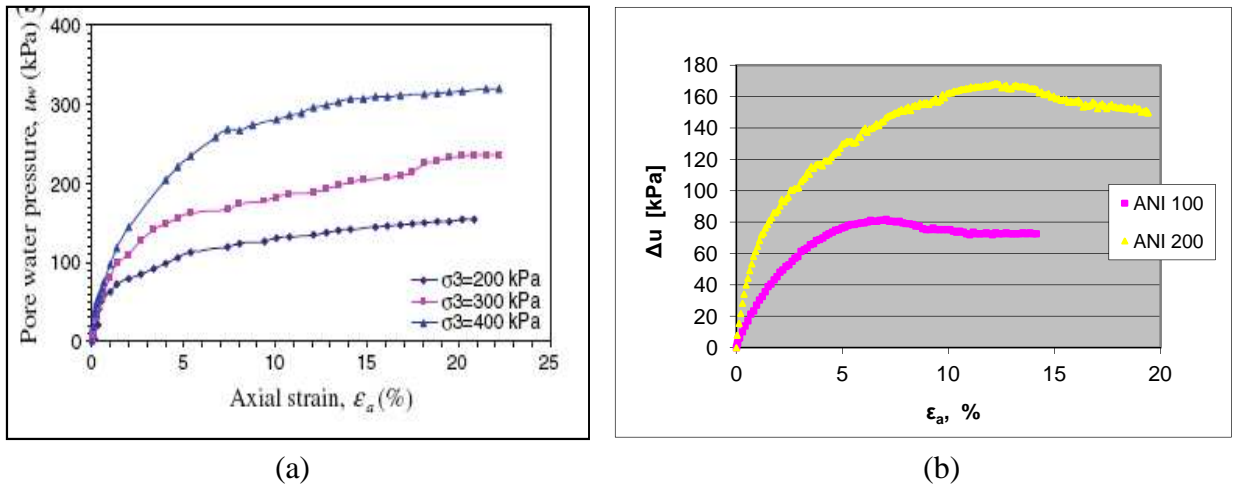 400
300
200
100
0
Pore water pressure, uw (kPa)
0 5 10 15 20 25
Axial strain, εa (%)
σ3=200 kPa
σ3=300 kPa
σ3=400 kPa
(a)
180
160
140
120
100
80
60
40
20
0
Δu [kPa]
0 5 10 15 20
εa, %
ANI 100
ANI 200
(b)